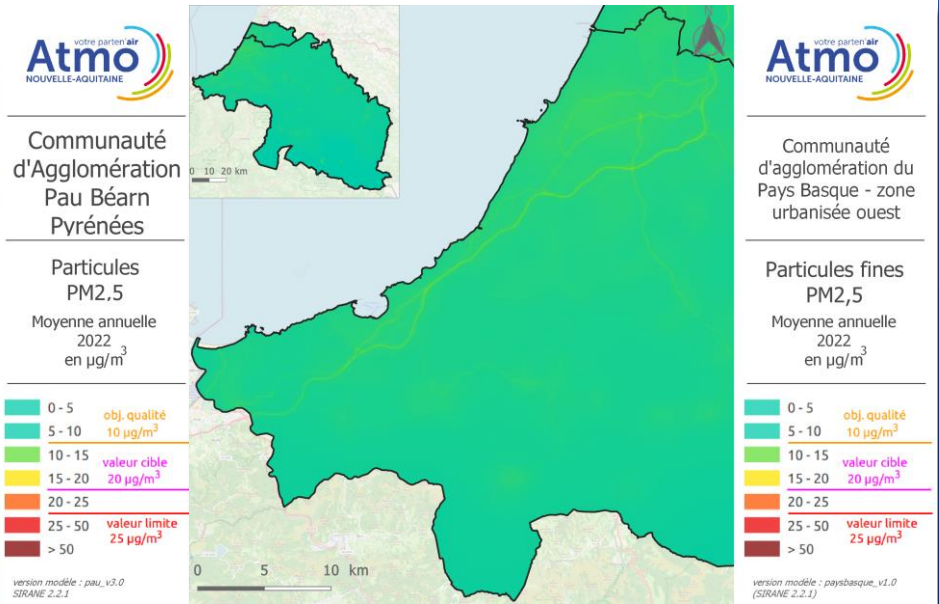 votre parten'air
Atmo
NOUVELLE-AQUITAINE
Communauté
d'Agglomération
Pau Béarn
Pyrénées
Particules
PM2,5
Moyenne annuelle
2022
en µg/m³
0 - 5
5 - 10
obj. qualité
10 µg/m³
10 - 15
15 - 20
valeur cible
20 µg/m³
20 - 25
25 - 50
valeur limite
25 µg/m³
> 50
version modèle : pau_v3.0
SIRANE 2.2.1
0 10 20 km
0 5 10 km
votre parten'air
Atmo
NOUVELLE-AQUITAINE
Communauté
d'agglomération du
Pays Basque - zone
urbanisée ouest
Particules fines
PM2,5
Moyenne annuelle
2022
en µg/m³
0 - 5
5 - 10
obj. qualité
10 µg/m³
10 - 15
15 - 20
valeur cible
20 µg/m³
20 - 25
25 - 50
valeur limite
25 µg/m³
> 50
version modèle : paysbasque_v1.0
(SIRANE 2.2.1)